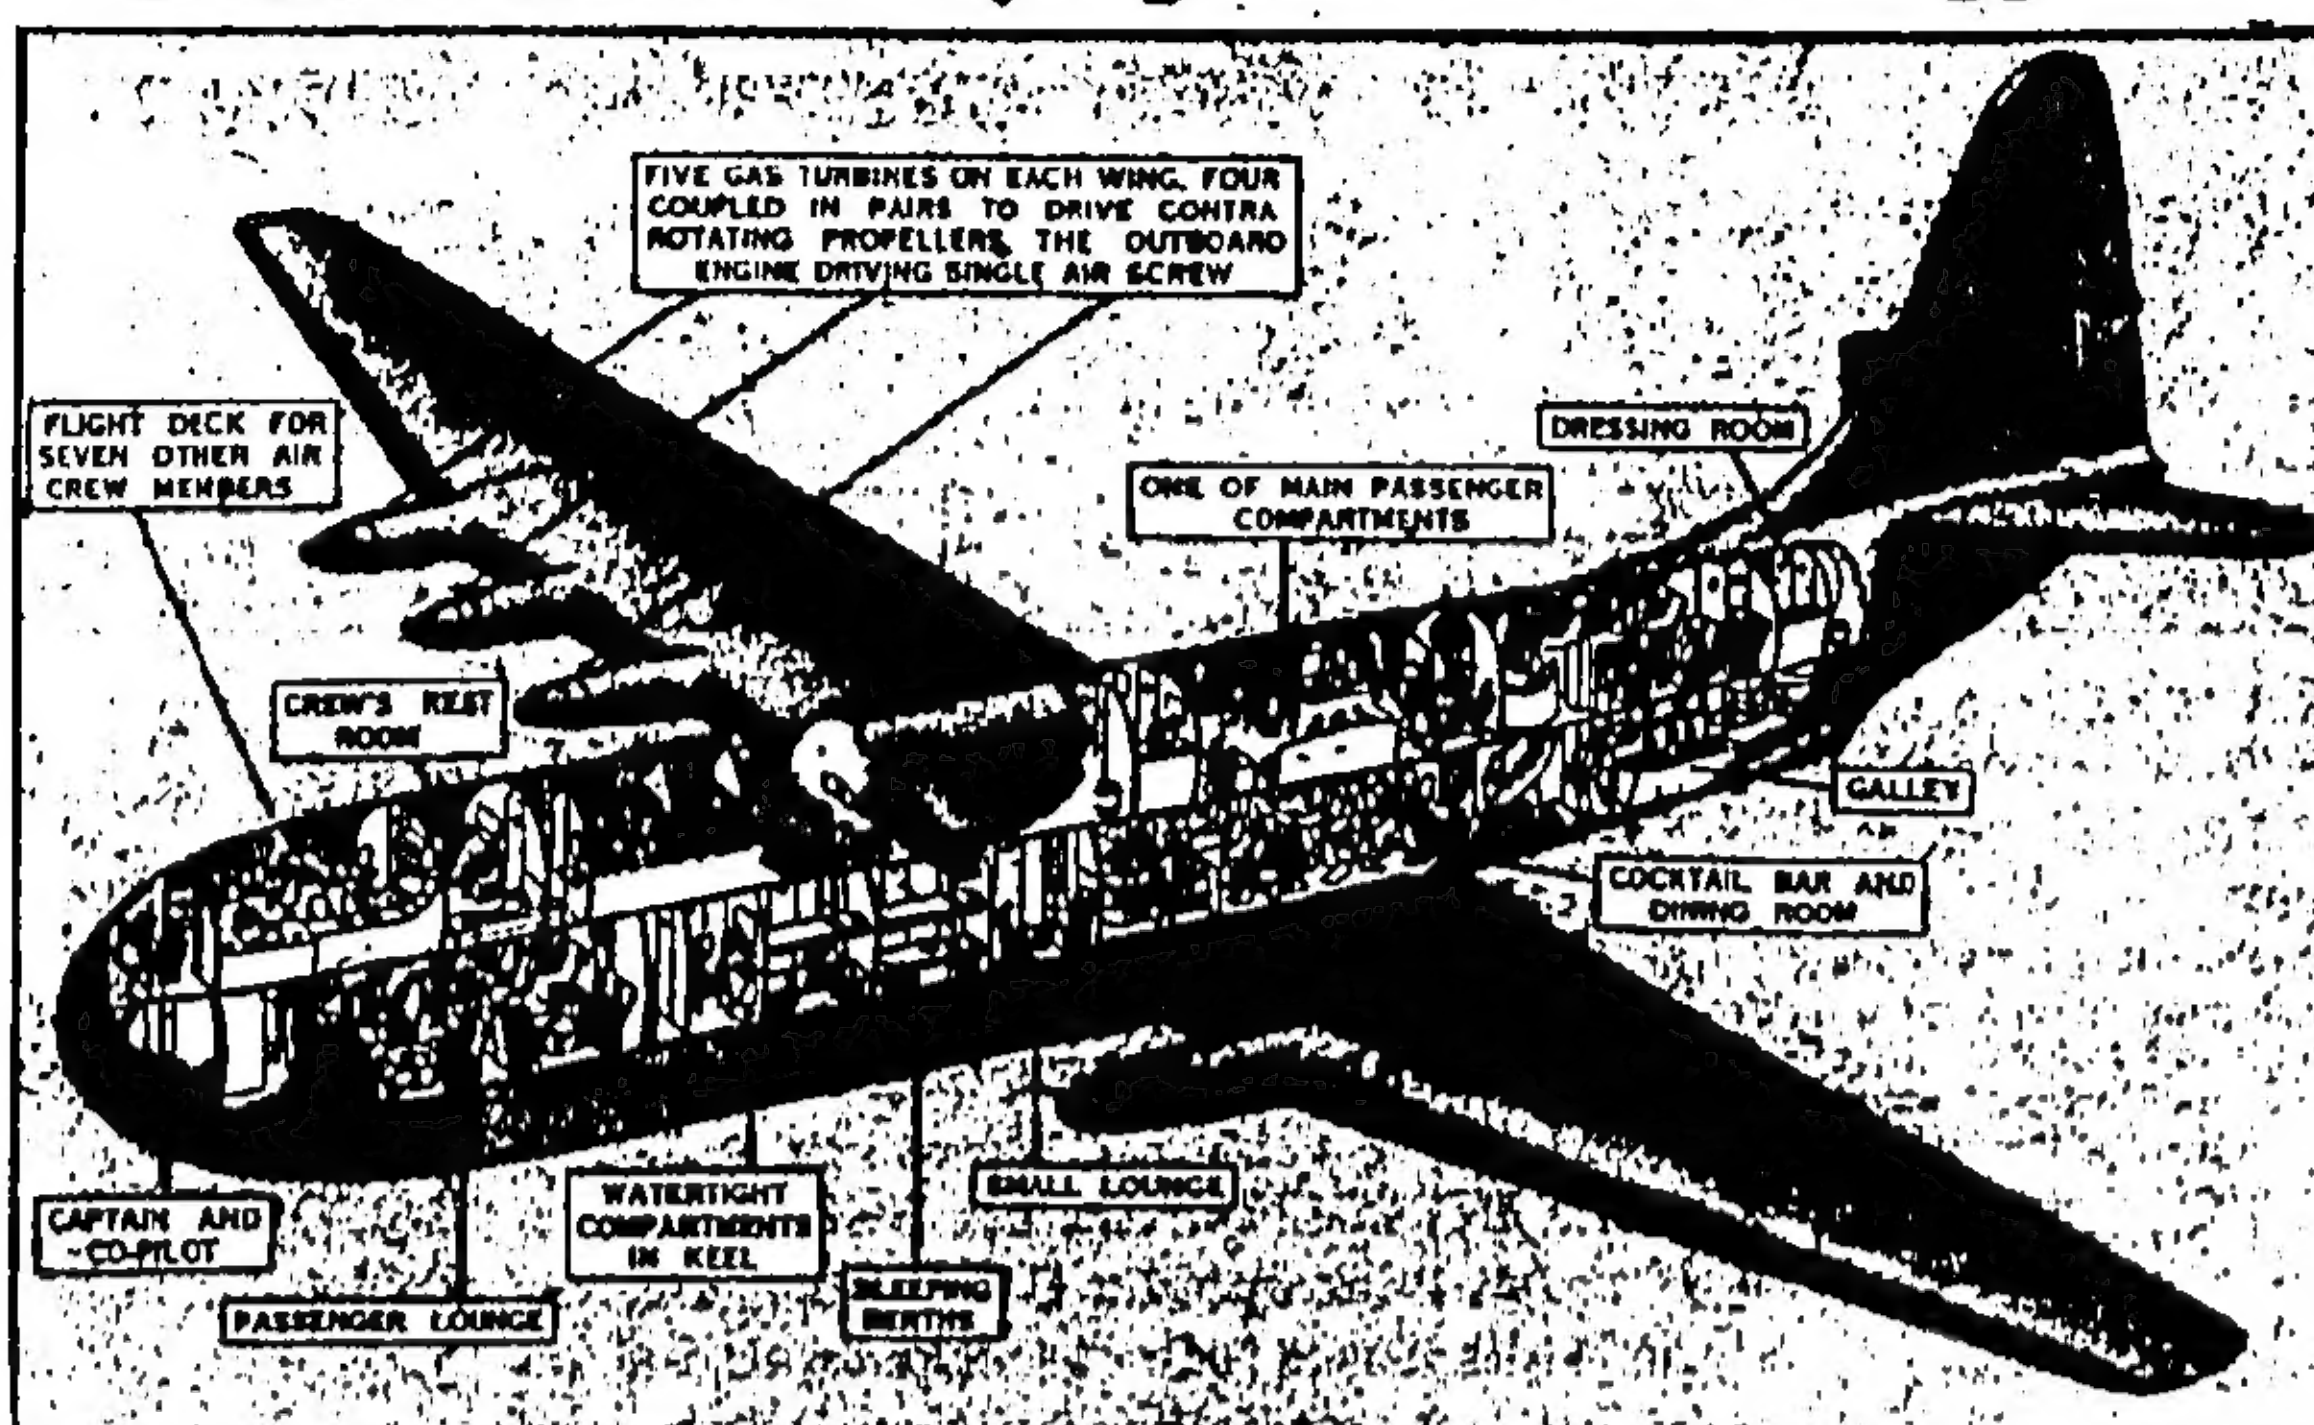 FIVE GAS TURBINES ON EACH WING, FOUR
COUPLED IN PAIRS TO DRIVE CONTRA
ROTATING PROPELLERS, THE OUTBOARD
ENGINE DRIVING SINGLE AIR SCREW
FLIGHT DECK FOR
SEVEN OTHER AIR
CREW MEMBERS
DRESSING ROOM
ONE OF MAIN PASSENGER
COMPARTMENTS
CREW'S REST
ROOM
GALLEY
COCKTAIL BAR AND
DINING ROOM
CAPTAIN AND
CO-PILOT
PASSENGER LOUNGE
WATERTIGHT
COMPARTMENTS
IN KEEL
SLEEPING
BERTHS
SMALL LOUNGE